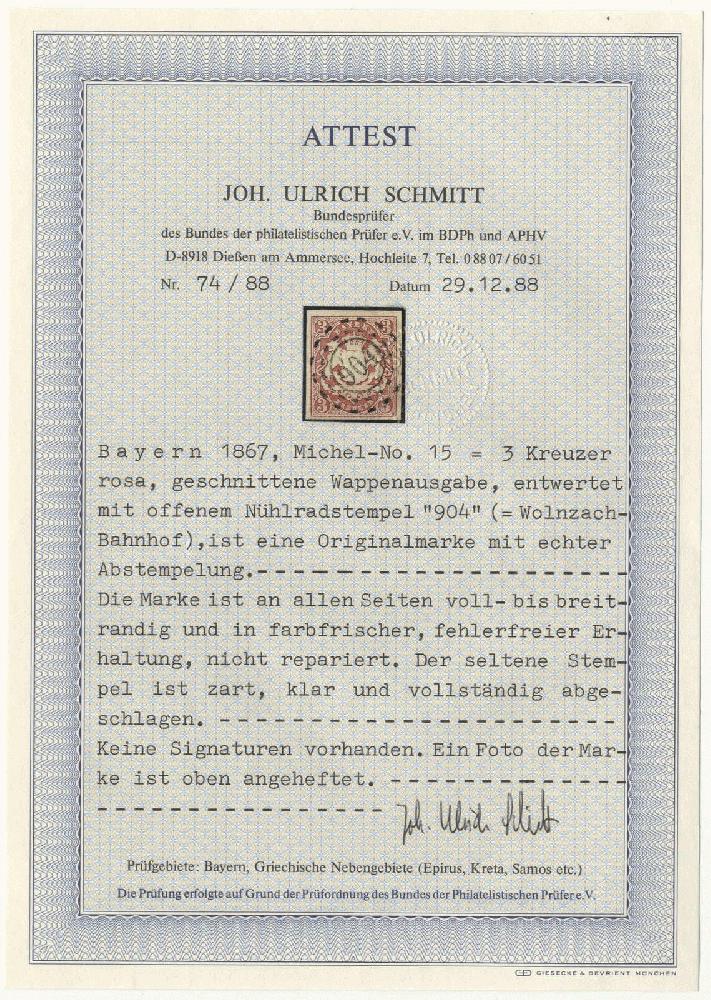 ATTEST
JOH. ULRICH SCHMITT
Bundesprüfer
des Bundes der philatelistischen Prüfer e.V. im BDPh und APHV
D-8918 Dießen am Ammersee, Hochleite 7, Tel. 08807/6051
Nr. 74 / 88 Datum 29.12.88
904
ULRICH
Bayern 1867, Michel-No. 15 = 3 Kreuzer
rosa, geschnittene Wappenausgabe, entwertet
mit offenem Nühlradstempel "904" (= Wolnzach-
Bahnhof), ist eine Originalmarke mit echter
Abstempelung.- - - - - - - - - - - - - - - - - - -
Die Marke ist an allen Seiten voll- bis breit-
randig und in farbfrischer, fehlerfreier Er-
haltung, nicht repariert. Der seltene Stem-
pel ist zart, klar und vollständig abge-
schlagen. - - - - - - - - - - - - - - - - - - - -
Keine Signaturen vorhanden. Ein Foto der Mar-
ke ist oben angeheftet. - - - - - - - - - - - -
- - - - - - - - - - - - - - - Joh. Ulrich Schmitt
Prüfgebiete: Bayern, Griechische Nebengebiete (Epirus, Kreta, Samos etc.)
Die Prüfung erfolgte auf Grund der Prüfordnung des Bundes der Philatelistischen Prüfer e.V.
GIESECKE & DEVRIENT MÜNCHEN